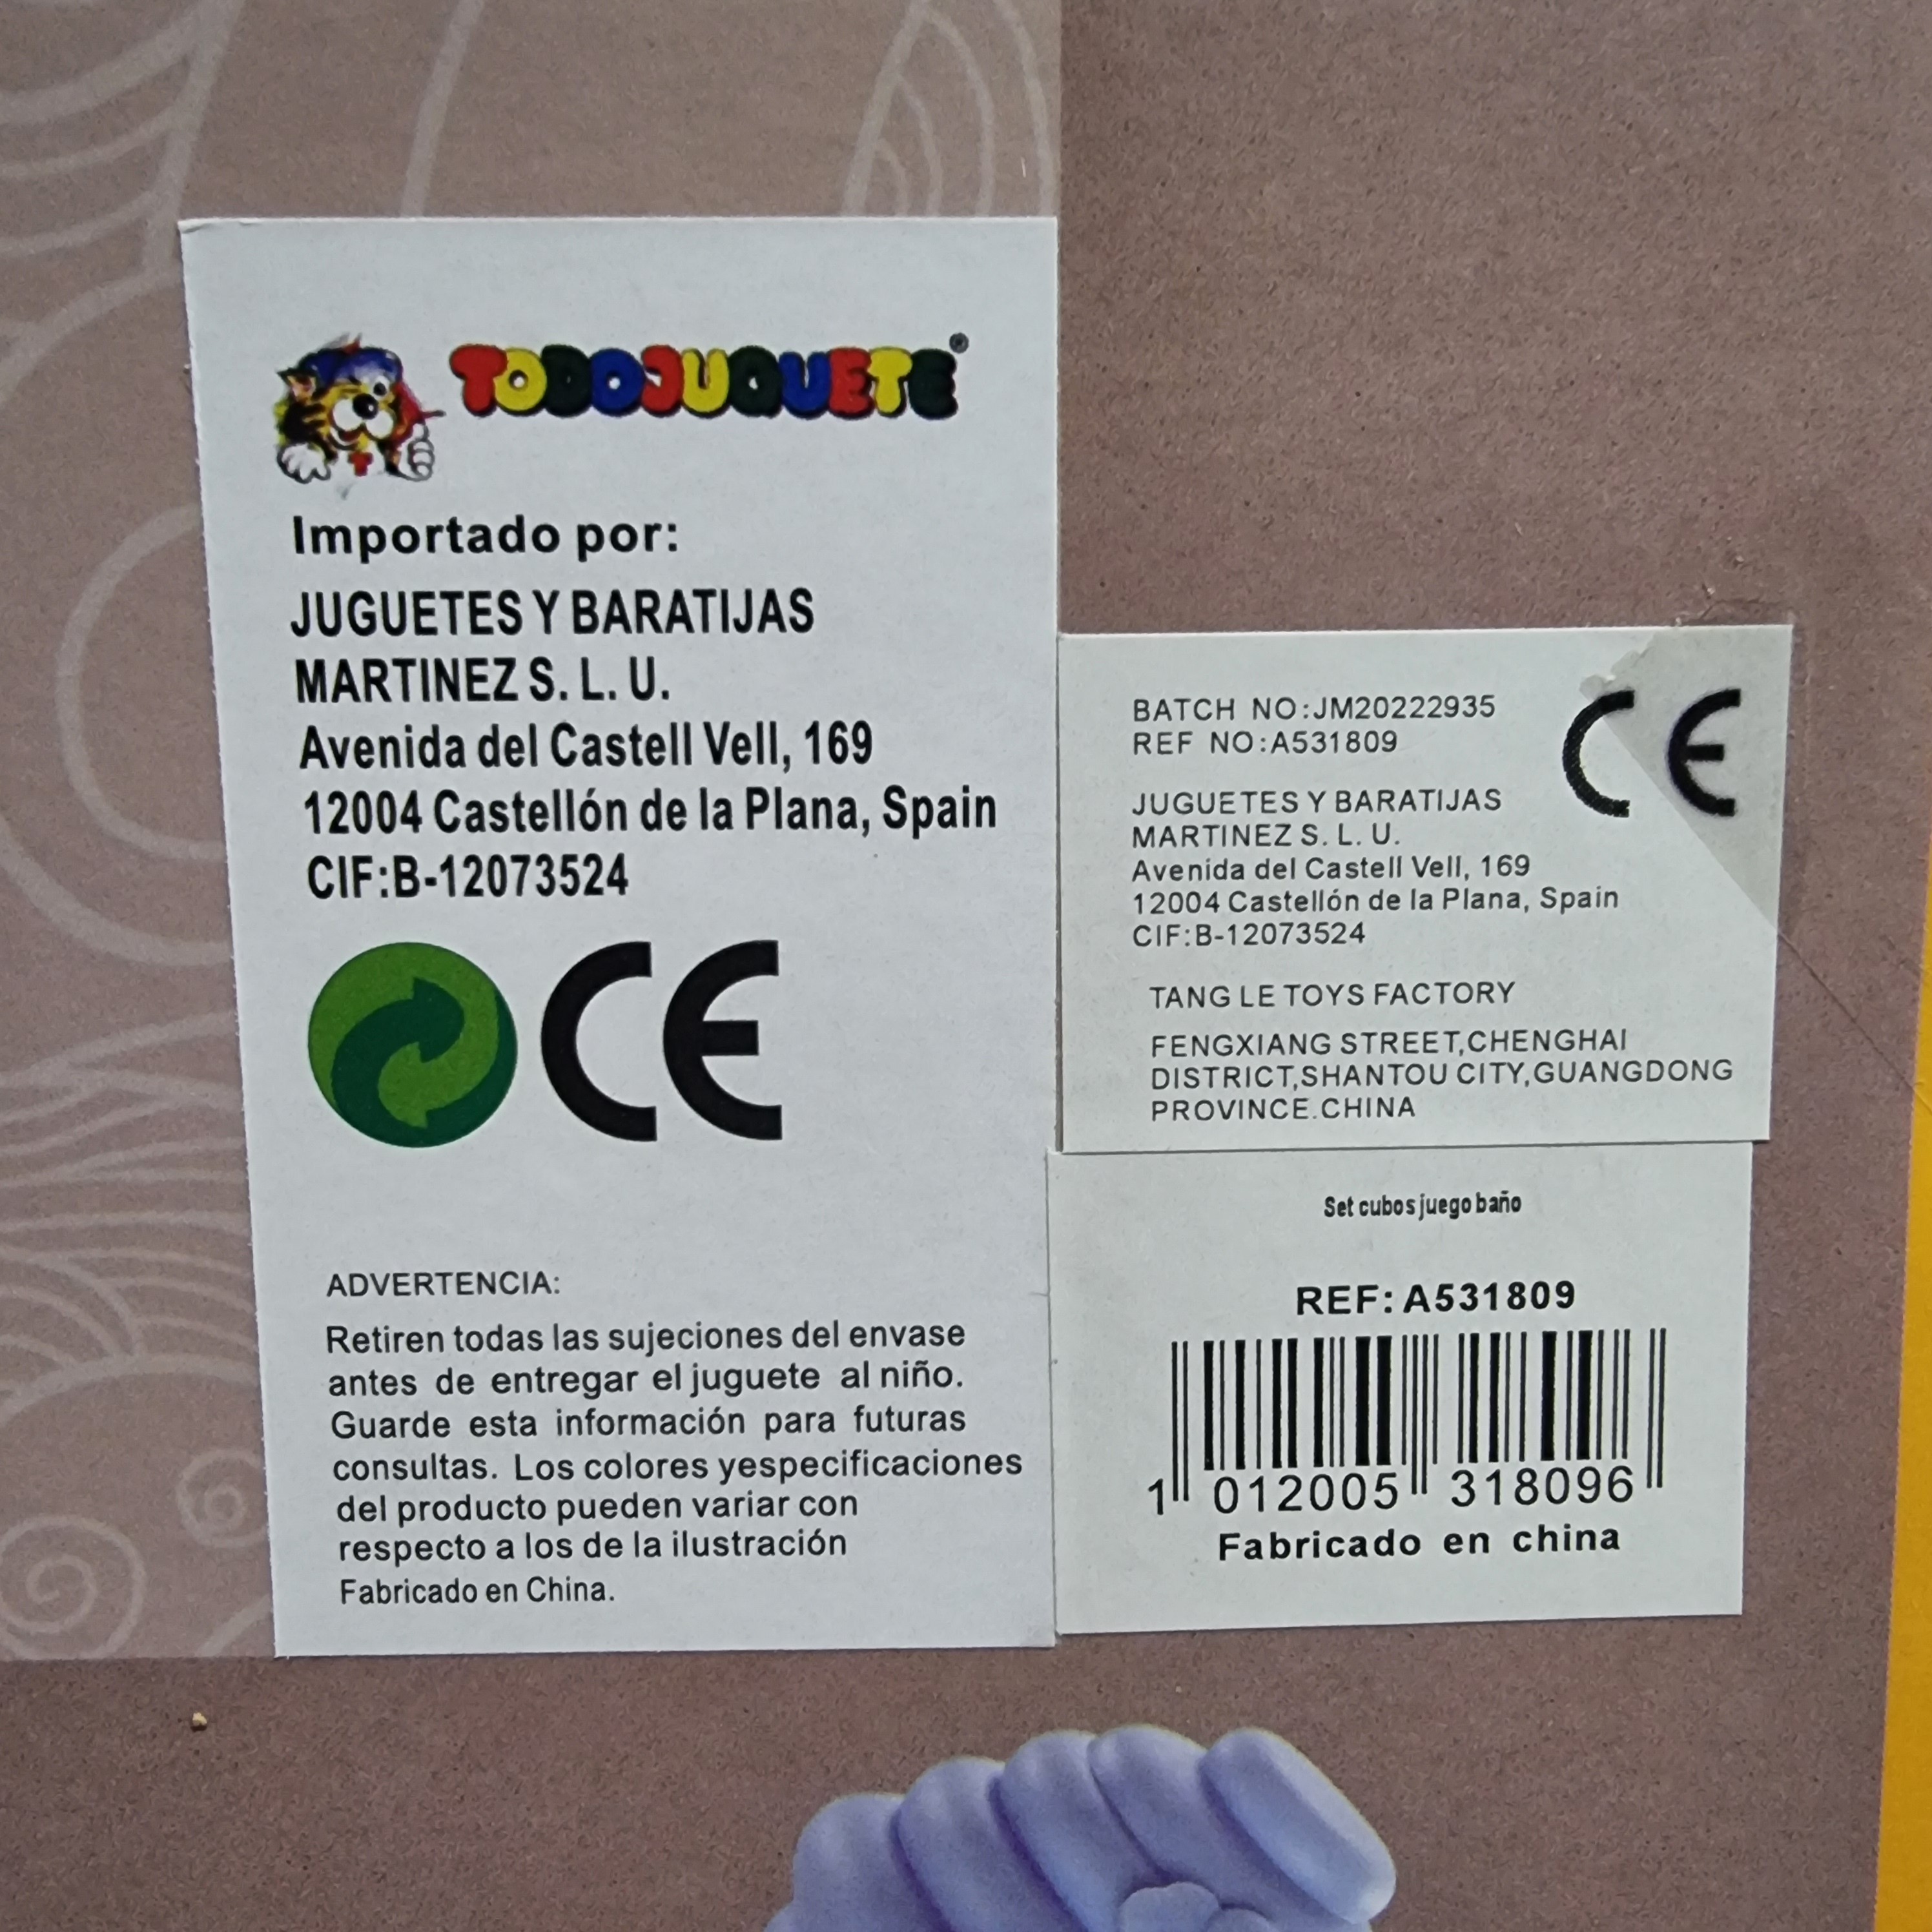 TODOJUQUETE®
Importado por:
JUGUETES Y BARATIJAS
MARTINEZ S. L. U.
Avenida del Castell Vell, 169
12004 Castellón de la Plana, Spain
CIF:B-12073524
CE
ADVERTENCIA:
Retiren todas las sujeciones del envase
antes de entregar el juguete al niño.
Guarde esta información para futuras
consultas. Los colores yespecificaciones
del producto pueden variar con
respecto a los de la ilustración
Fabricado en China.
BATCH NO:JM20222935
REF NO:A531809
CE
JUGUETES Y BARATIJAS
MARTINEZ S. L. U.
Avenida del Castell Vell, 169
12004 Castellón de la Plana, Spain
CIF:B-12073524
TANG LE TOYS FACTORY
FENGXIANG STREET,CHENGHAI
DISTRICT,SHANTOU CITY,GUANGDONG
PROVINCE.CHINA
Set cubos juego baño
REF: A531809
1 012005 318096
Fabricado en china